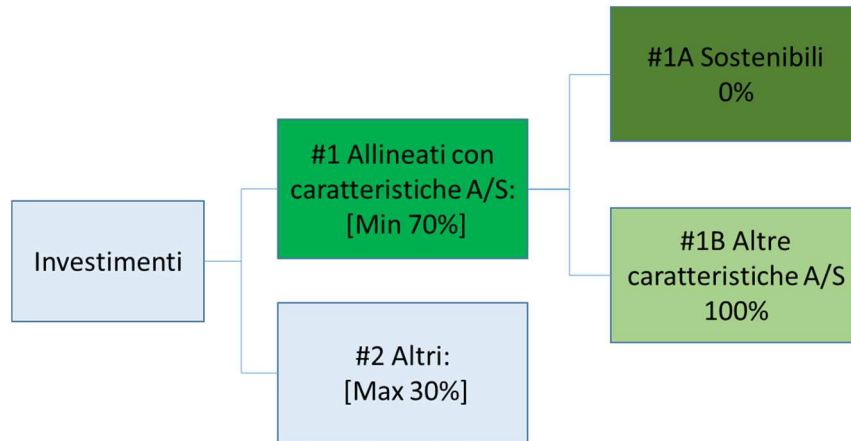 Investimenti
#1 Allineati con
caratteristiche A/S:
[Min 70%]
#2 Altri:
[Max 30%]
#1A Sostenibili
0%
#1B Altre
caratteristiche A/S
100%